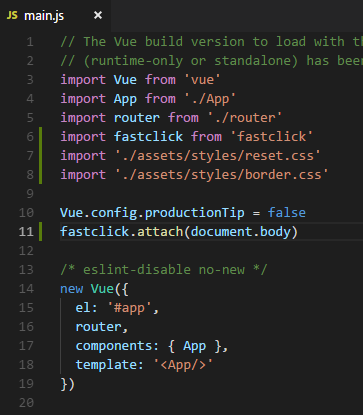 JS main.js ×
1 // The Vue build version to load with th
2 // (runtime-only or standalone) has been
3 import Vue from 'vue'
4 import App from './App'
5 import router from './router'
6 import fastclick from 'fastclick'
7 import './assets/styles/reset.css'
8 import './assets/styles/border.css'
9
10 Vue.config.productionTip = false
11 fastclick.attach(document.body)
12
13 /* eslint-disable no-new */
14 new Vue({
15   el: '#app',
16   router,
17   components: { App },
18   template: '<App/>'
19 })
20